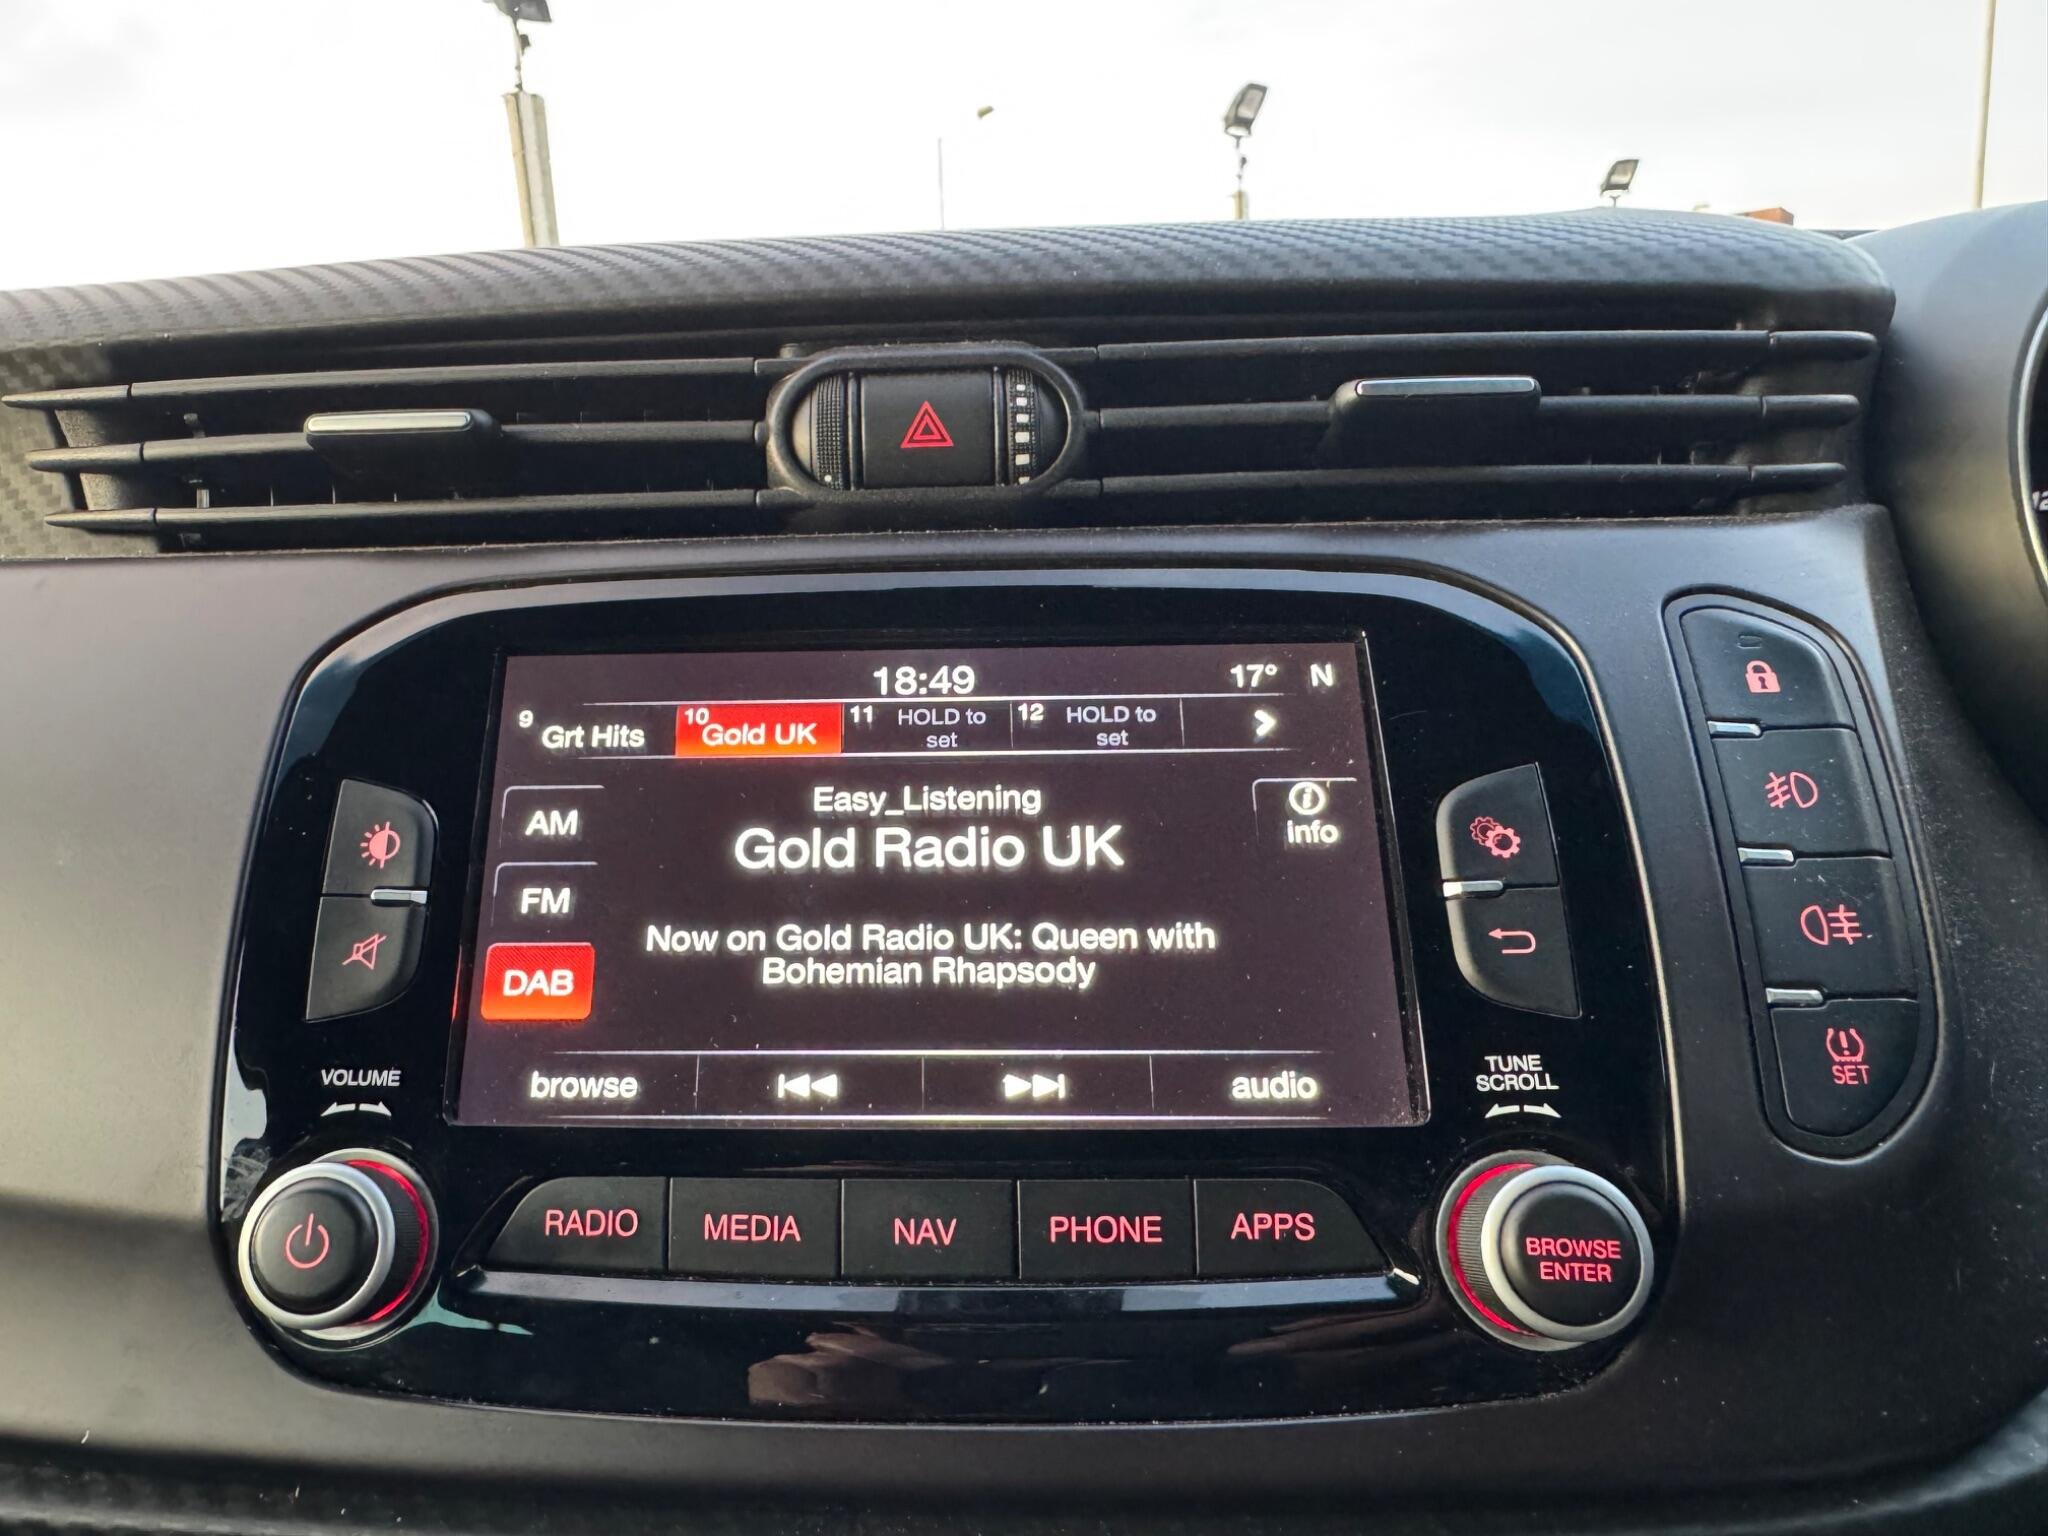 18:49
17° N
9 Grt Hits
10 Gold UK
11 HOLD to
set
12 HOLD to
set
AM
FM
DAB
Easy_Listening
Gold Radio UK
info
Now on Gold Radio UK: Queen with
Bohemian Rhapsody
browse
audio
VOLUME
TUNE
SCROLL
RADIO
MEDIA
NAV
PHONE
APPS
BROWSE
ENTER
SET